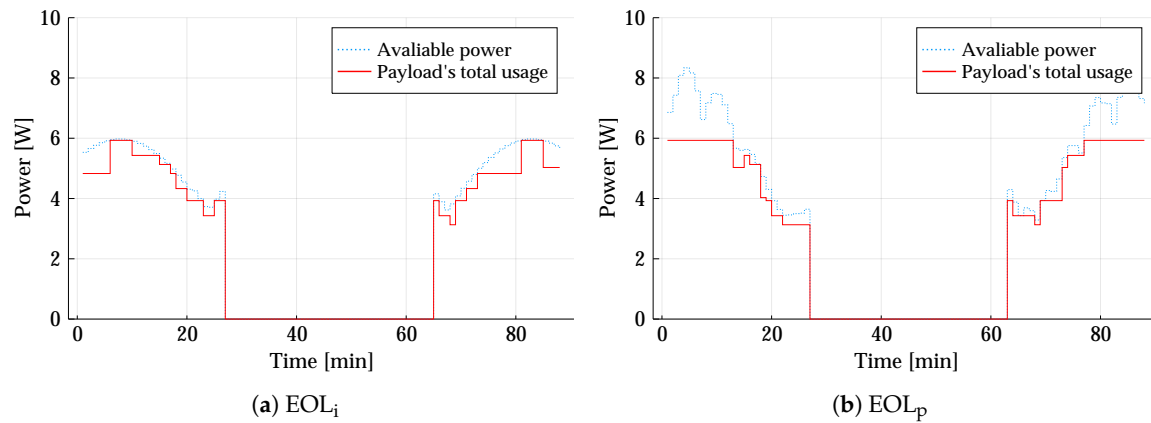 10
8
6
4
2
0
Power [W]
Avaliable power
Payload's total usage
0 20 40 60 80
Time [min]
(a) EOLi
10
8
6
4
2
0
Power [W]
Avaliable power
Payload's total usage
0 20 40 60 80
Time [min]
(b) EOLp